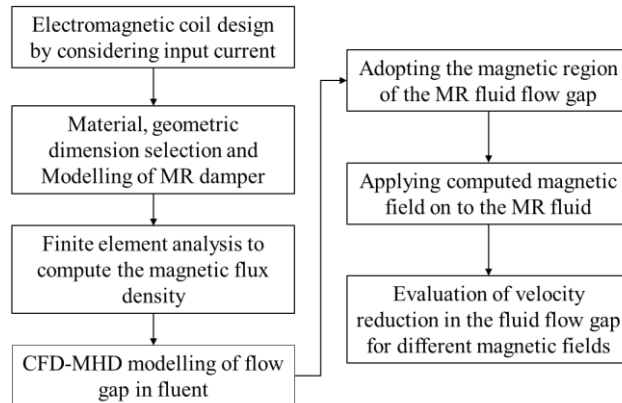 Electromagnetic coil design
by considering input current
Material, geometric
dimension selection and
Modelling of MR damper
Finite element analysis to
compute the magnetic flux
density
CFD-MHD modelling of flow
gap in fluent
Adopting the magnetic region
of the MR fluid flow gap
Applying computed magnetic
field on to the MR fluid
Evaluation of velocity
reduction in the fluid flow gap
for different magnetic fields